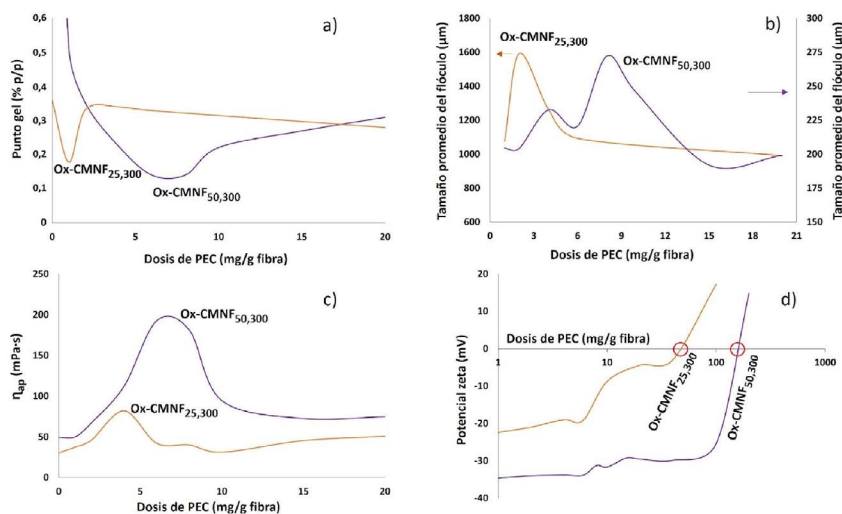 a)
Punto gel (% p/p)
0,6
0,5
0,4
0,3
0,2
0,1
0
Ox-CMNF25,300
Ox-CMNF50,300
0 5 10 15 20
Dosis de PEC (mg/g fibra)
b)
Tamaño promedio del flóculo (µm)
1800
1600
1400
1200
1000
800
600
Ox-CMNF25,300
Ox-CMNF50,300
300
275
250
225
200
175
150
Tamaño promedio del flóculo (µm)
0 3 6 9 12 15 18 21
Dosis de PEC (mg/g fibra)
c)
ηap (mPa·s)
250
200
150
100
50
0
Ox-CMNF50,300
Ox-CMNF25,300
0 5 10 15 20
Dosis de PEC (mg/g fibra)
d)
Potencial zeta (mV)
20
10
0
-10
-20
-30
-40
Dosis de PEC (mg/g fibra)
1 10 100 1000
Ox-CMNF25,300
Ox-CMNF50,300